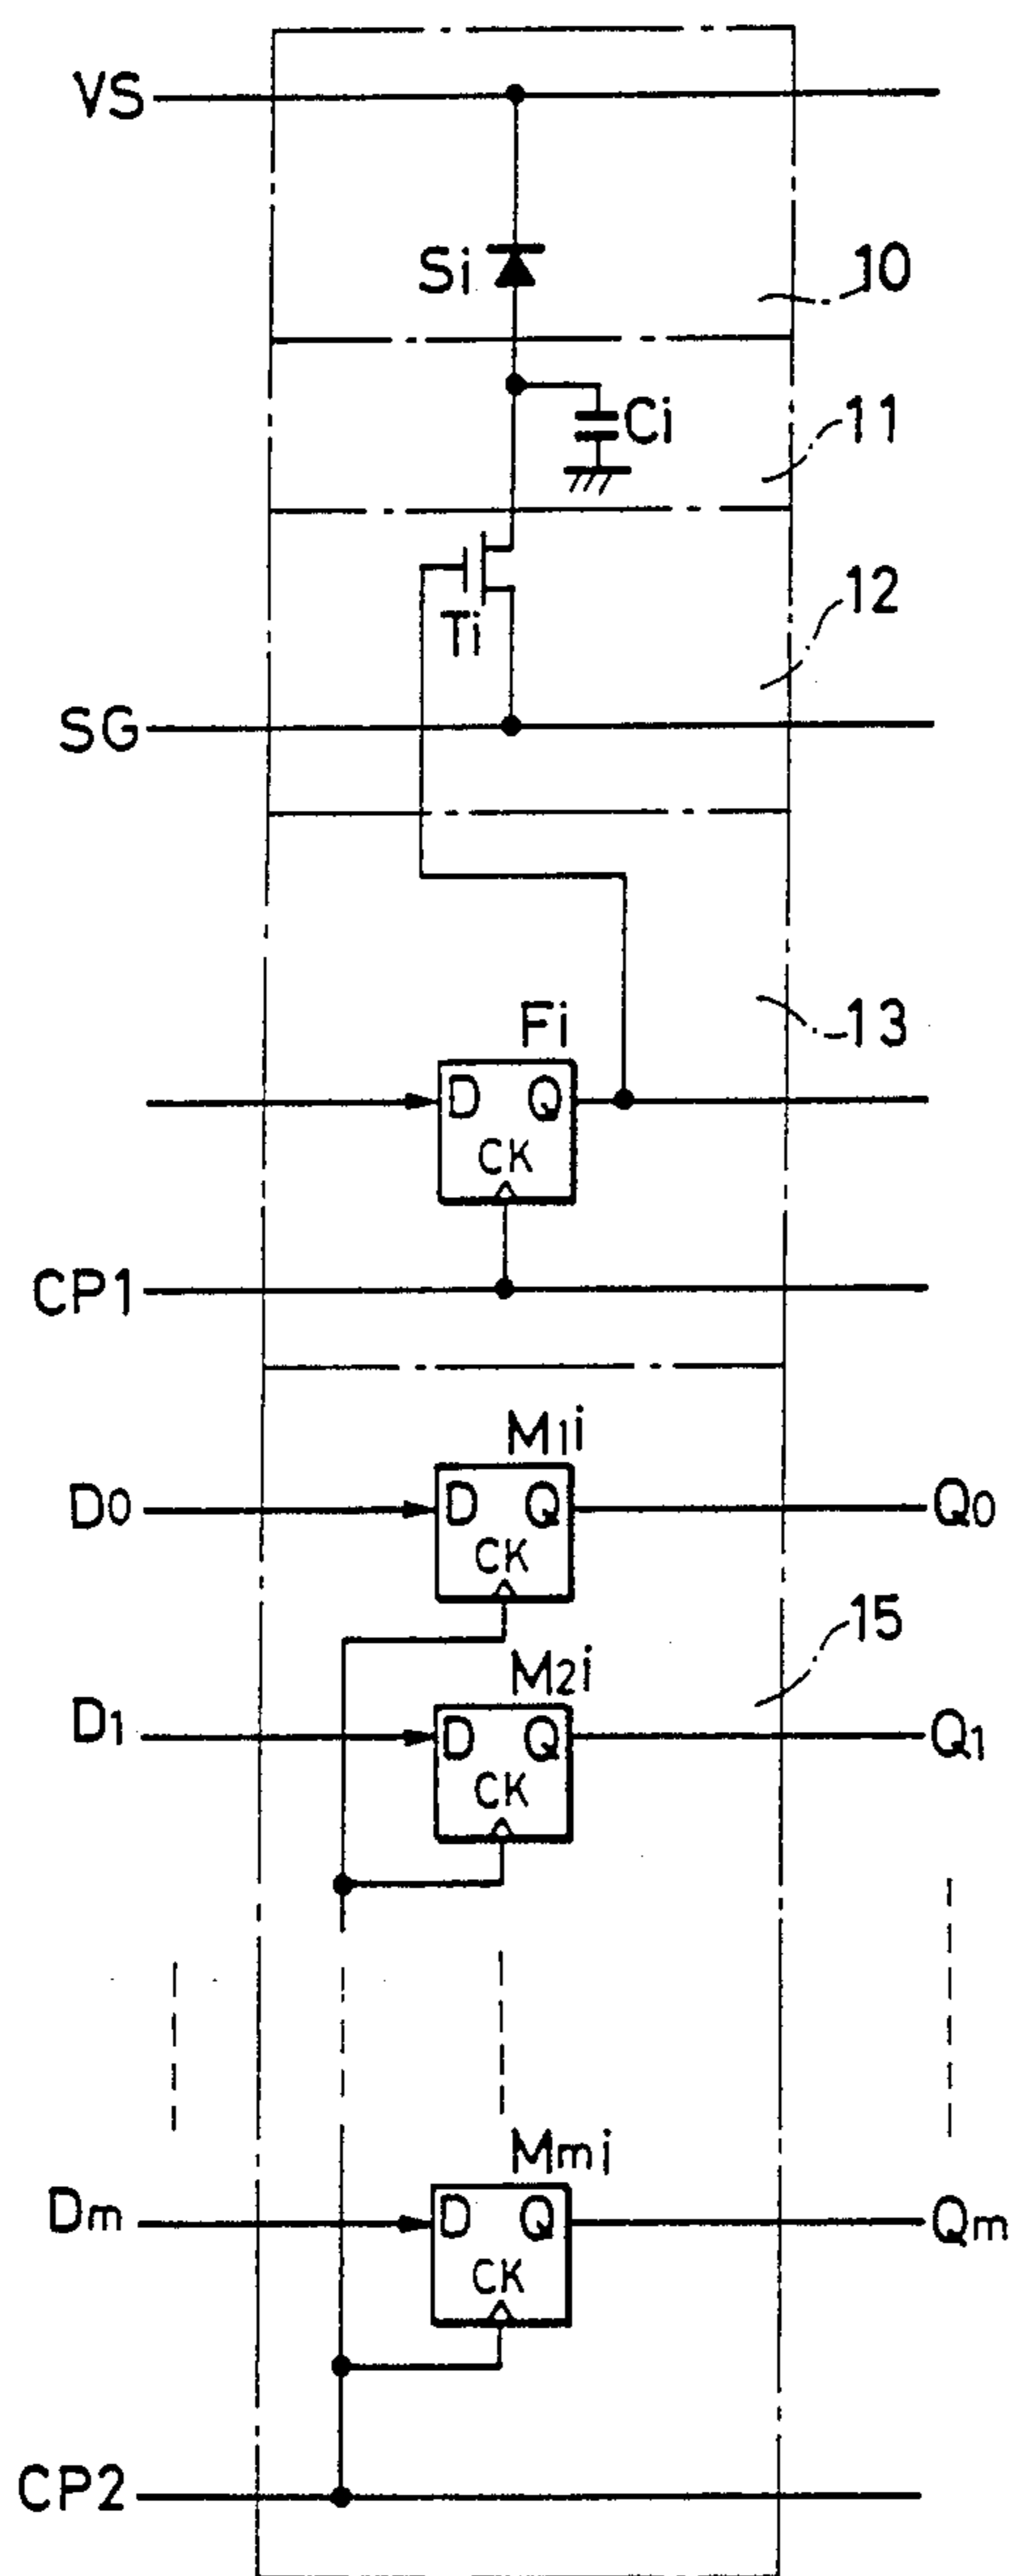 VS
Si
10
Ci
11
Ti
12
SG
13
Fi
D Q
CK
CP1
M1i
D0 D Q Q0
CK
15
M2i
D1 D Q Q1
CK
Mmi
Dm D Q Qm
CK
CP2